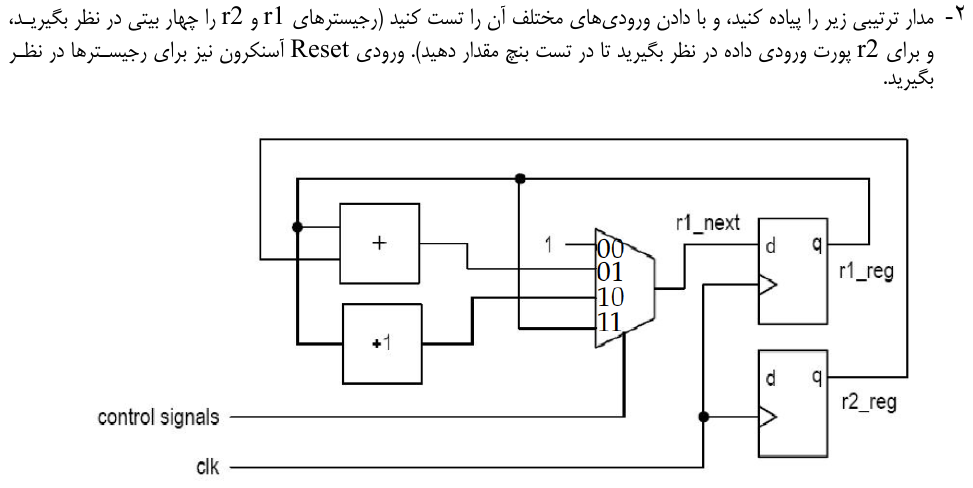 ۲- مدار ترتیبی زیر را پیاده کنید، و با دادن ورودی‌های مختلف آن را تست کنید (رجیسترهای r1 و r2 را چهار بیتی در نظر بگیریـد،
و برای r2 پورت ورودی داده در نظر بگیرید تا در تست بنچ مقدار دهید). ورودی Reset آسنکرون نیز برای رجیسـترها در نظـر
بگیرید.
r1_next
+
1
00
d
q
01
r1_reg
10
11
+1
d
q
r2_reg
control signals
clk